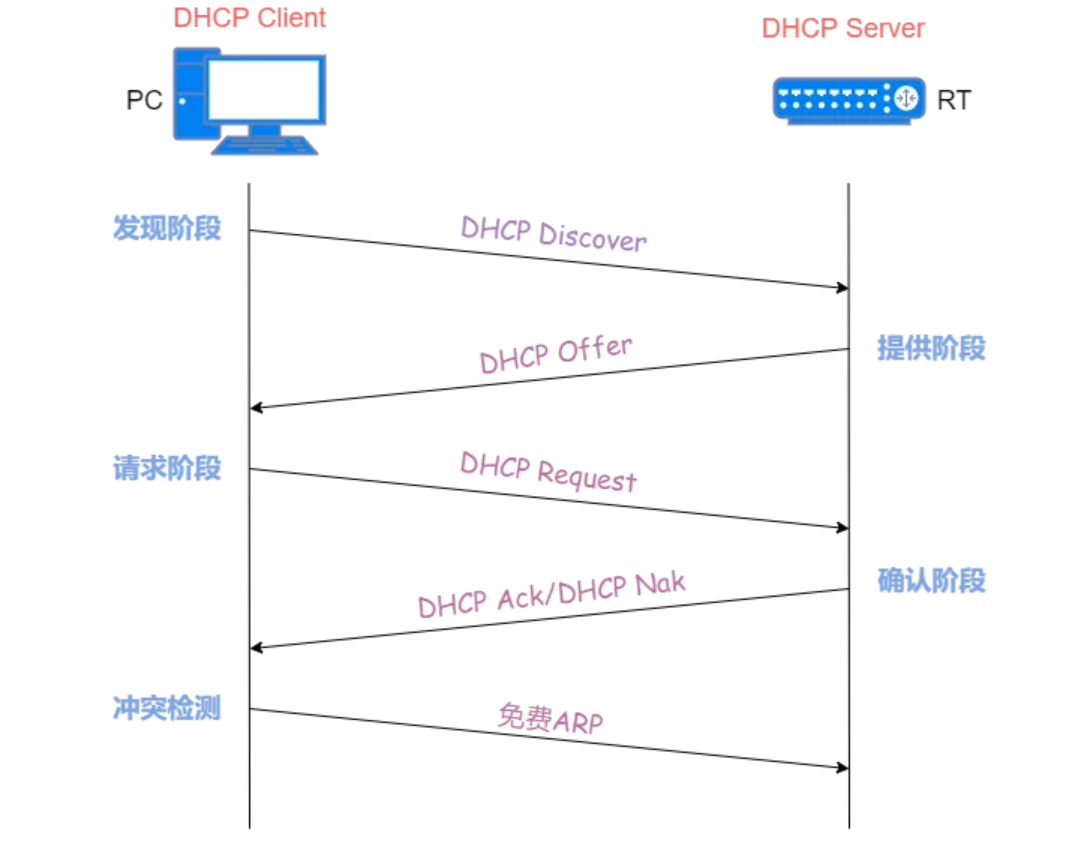 DHCP Client
DHCP Server
PC
RT
发现阶段
DHCP Discover
DHCP Offer
提供阶段
请求阶段
DHCP Request
DHCP Ack/DHCP Nak
确认阶段
冲突检测
免费ARP